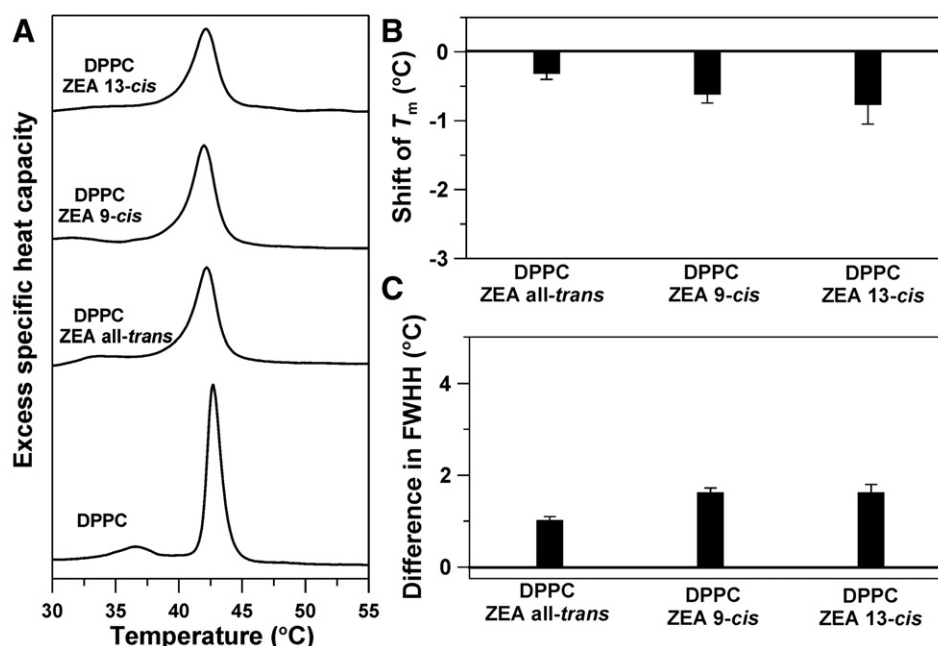 A
DPPC
ZEA 13-cis
DPPC
ZEA 9-cis
DPPC
ZEA all-trans
DPPC
Excess specific heat capacity
30 35 40 45 50 55
Temperature (°C)
B
0
-1
-2
-3
Shift of Tm (°C)
DPPC
ZEA all-trans
DPPC
ZEA 9-cis
DPPC
ZEA 13-cis
C
4
2
0
Difference in FWHH (°C)
DPPC
ZEA all-trans
DPPC
ZEA 9-cis
DPPC
ZEA 13-cis